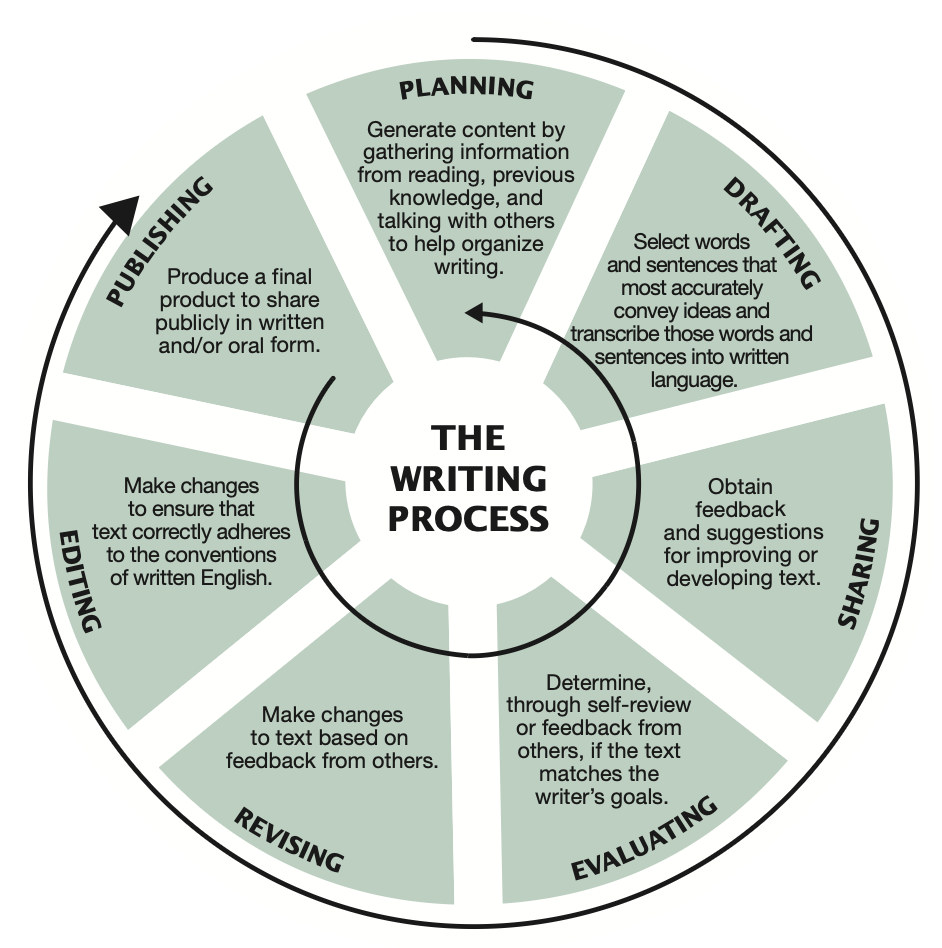 PLANNING
Generate content by
gathering information
from reading, previous
knowledge, and
talking with others
to help organize
writing.
DRAFTING
Select words
and sentences that
most accurately
convey ideas and
transcribe those words and
sentences into written
language.
SHARING
Obtain
feedback
and suggestions
for improving or
developing text.
EVALUATING
Determine,
through self-review
or feedback from
others, if the text
matches the
writer’s goals.
REVISING
Make changes
to text based on
feedback from others.
EDITING
Make changes
to ensure that
text correctly adheres
to the conventions
of written English.
PUBLISHING
Produce a final
product to share
publicly in written
and/or oral form.
THE
WRITING
PROCESS